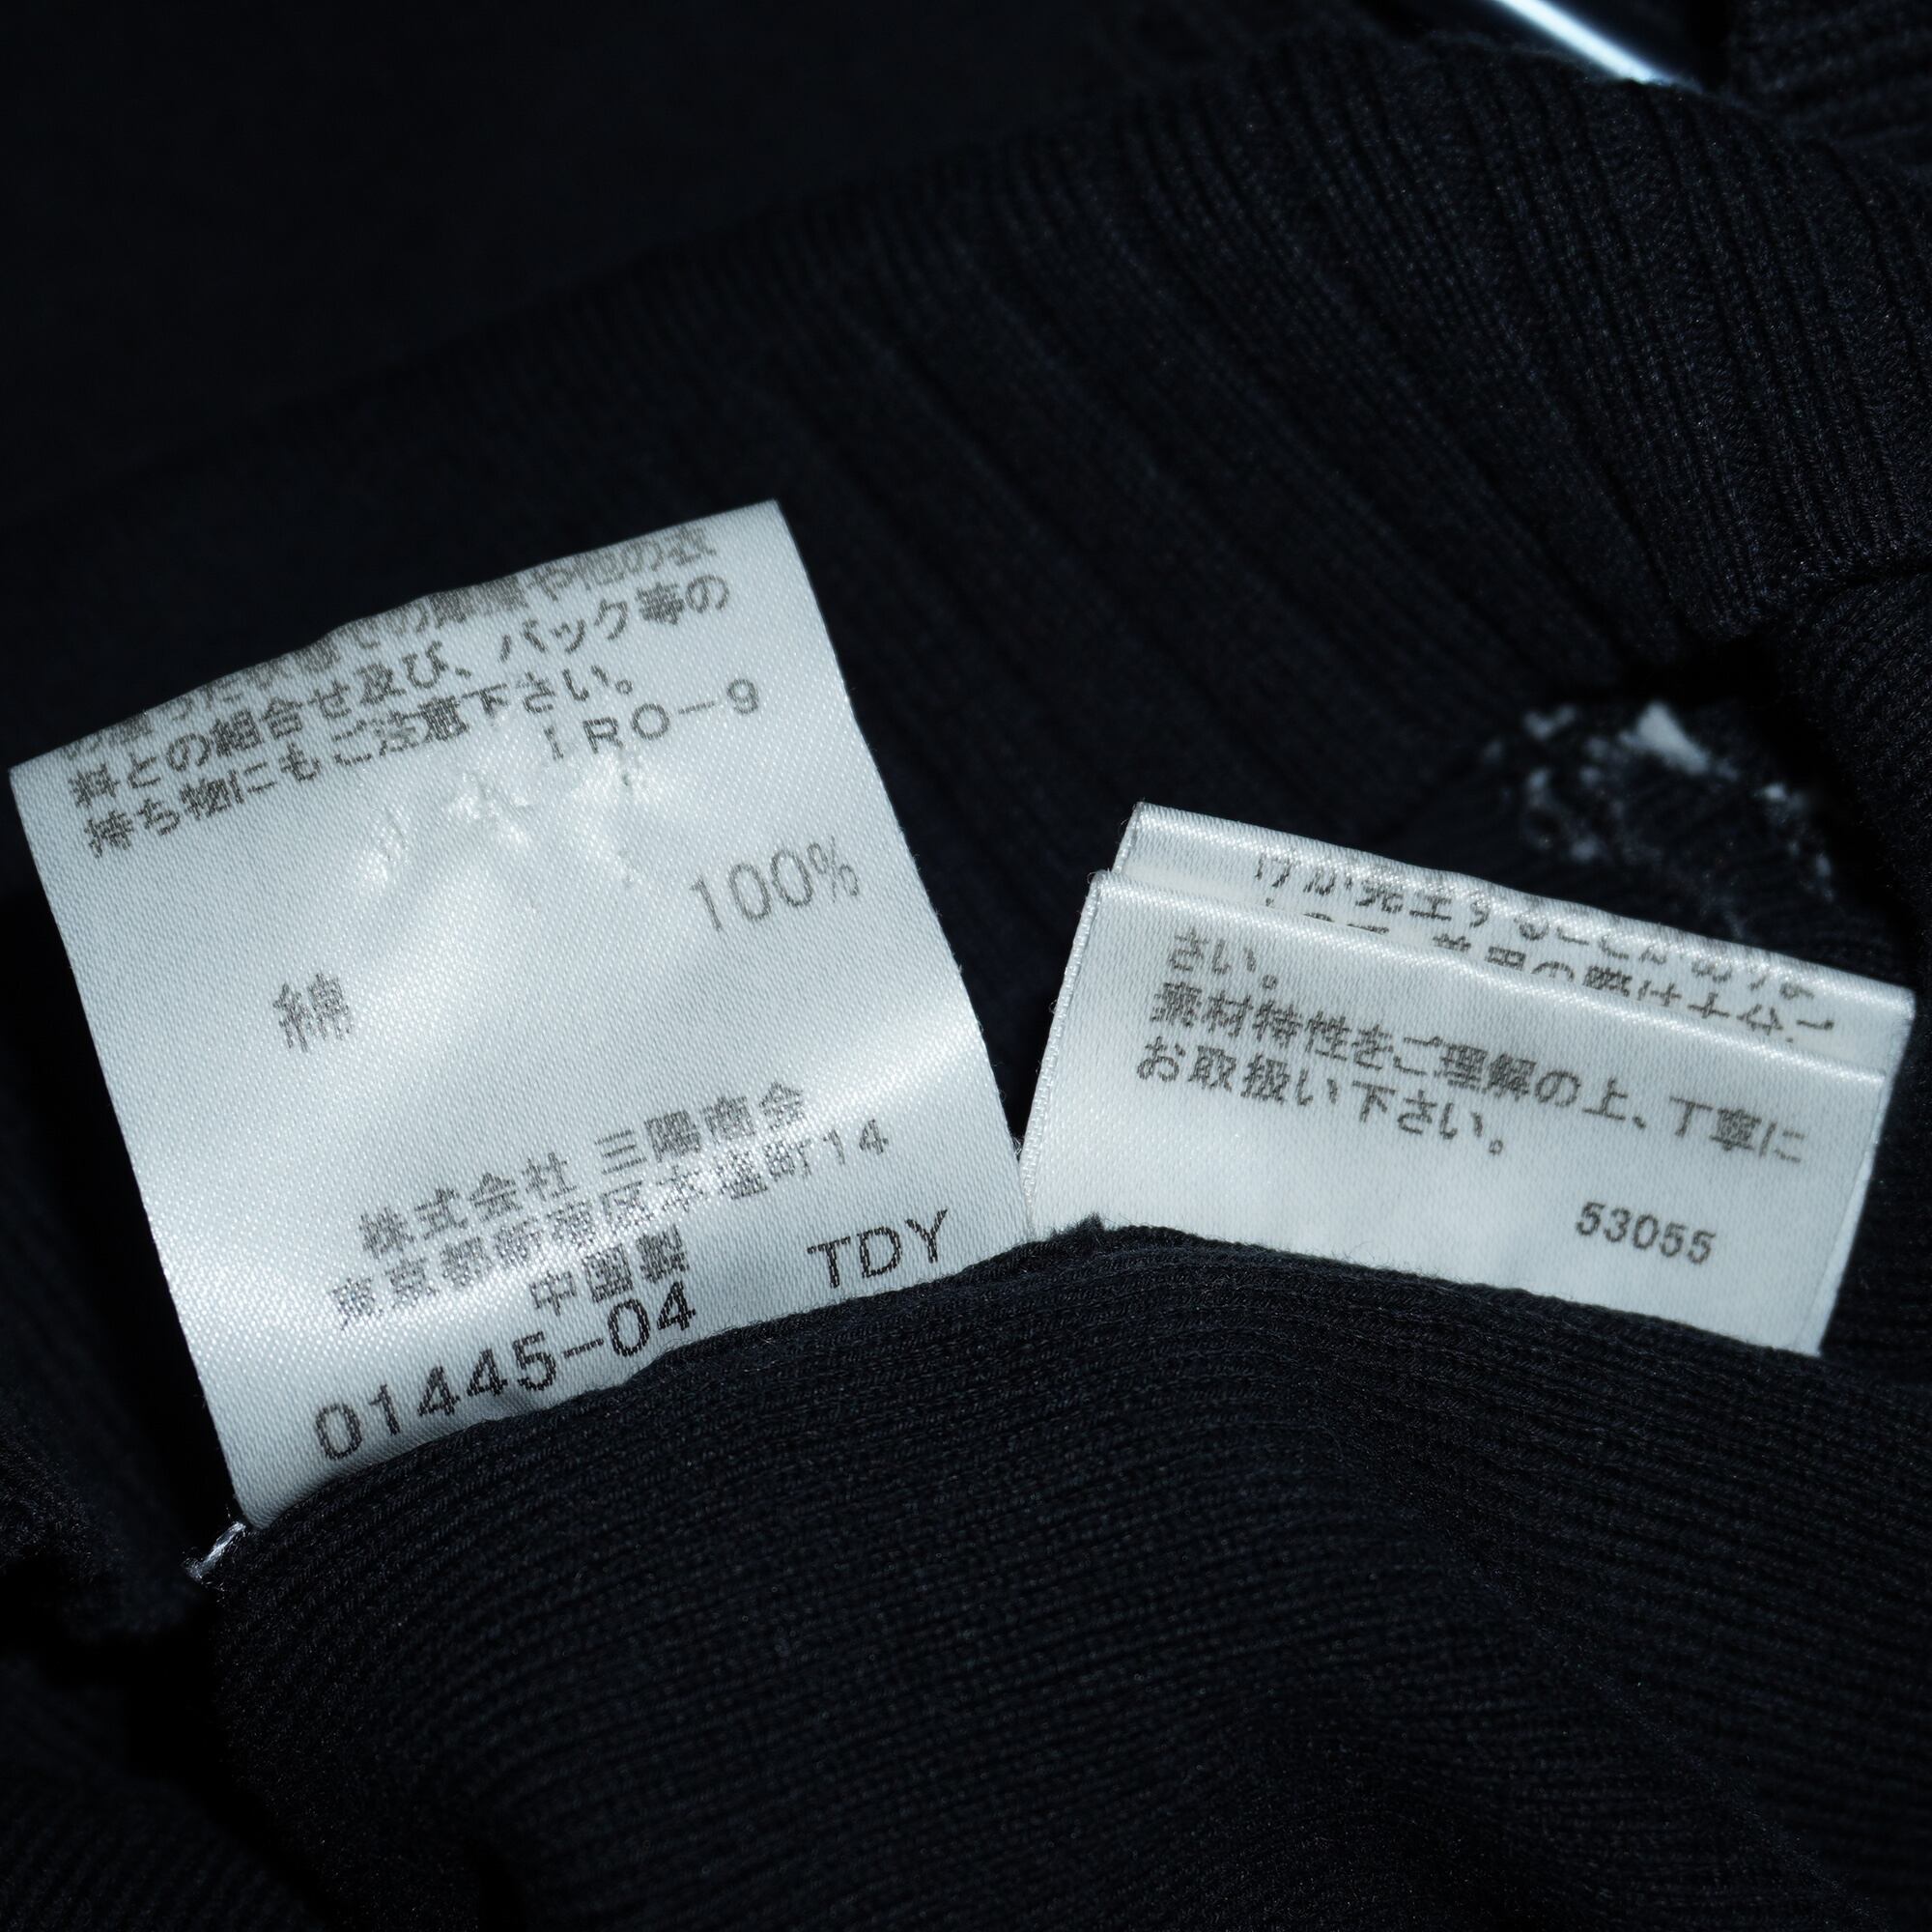 料との組合せ及び、バック等の
持ち物にもご注意下さい。
IRO-9
綿 100%
株式会社 三陽商会
東京都新宿区本塩町14
中国製
TDY
01445-04
さい。
素材特性をご理解の上、丁寧に
お取扱い下さい。
53055